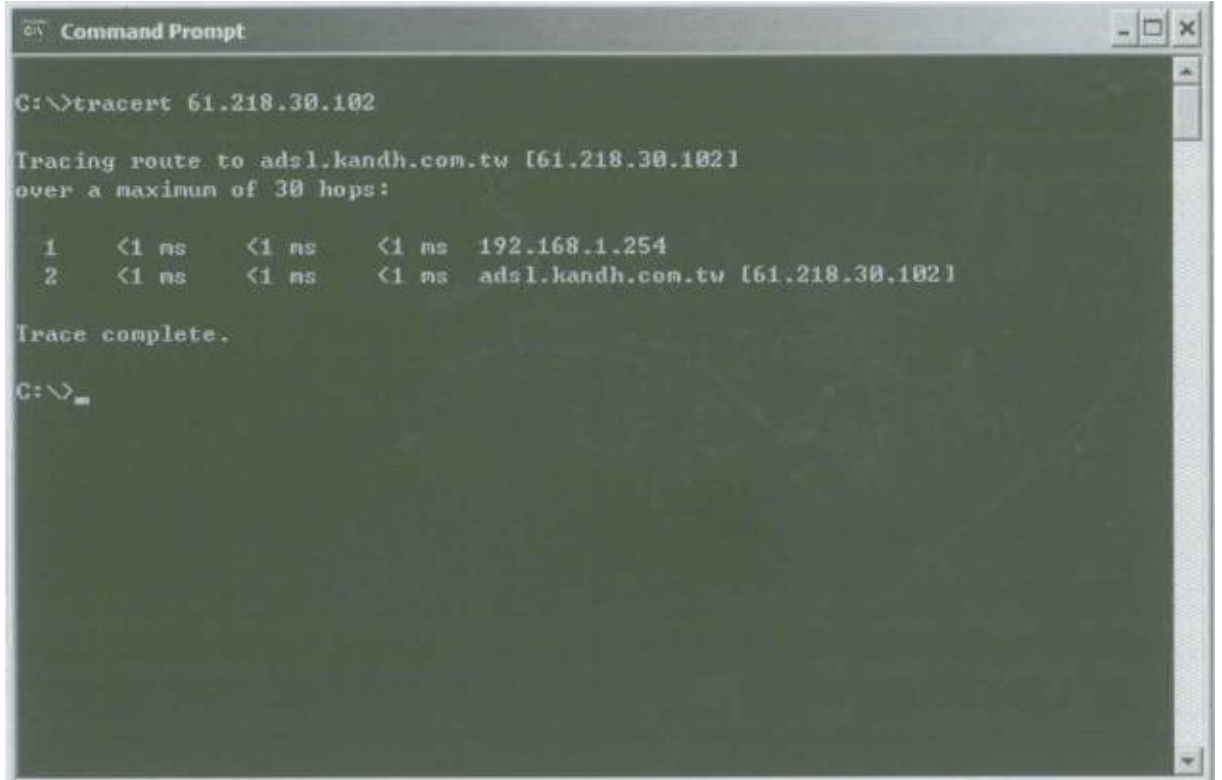 Command Prompt
C:\>tracert 61.218.30.102
Tracing route to adsl.kandh.com.tw [61.218.30.102]
over a maximum of 30 hops:
1 <1 ms <1 ms <1 ms 192.168.1.254
2 <1 ms <1 ms <1 ms adsl.kandh.com.tw [61.218.30.102]
Trace complete.
C:\>_